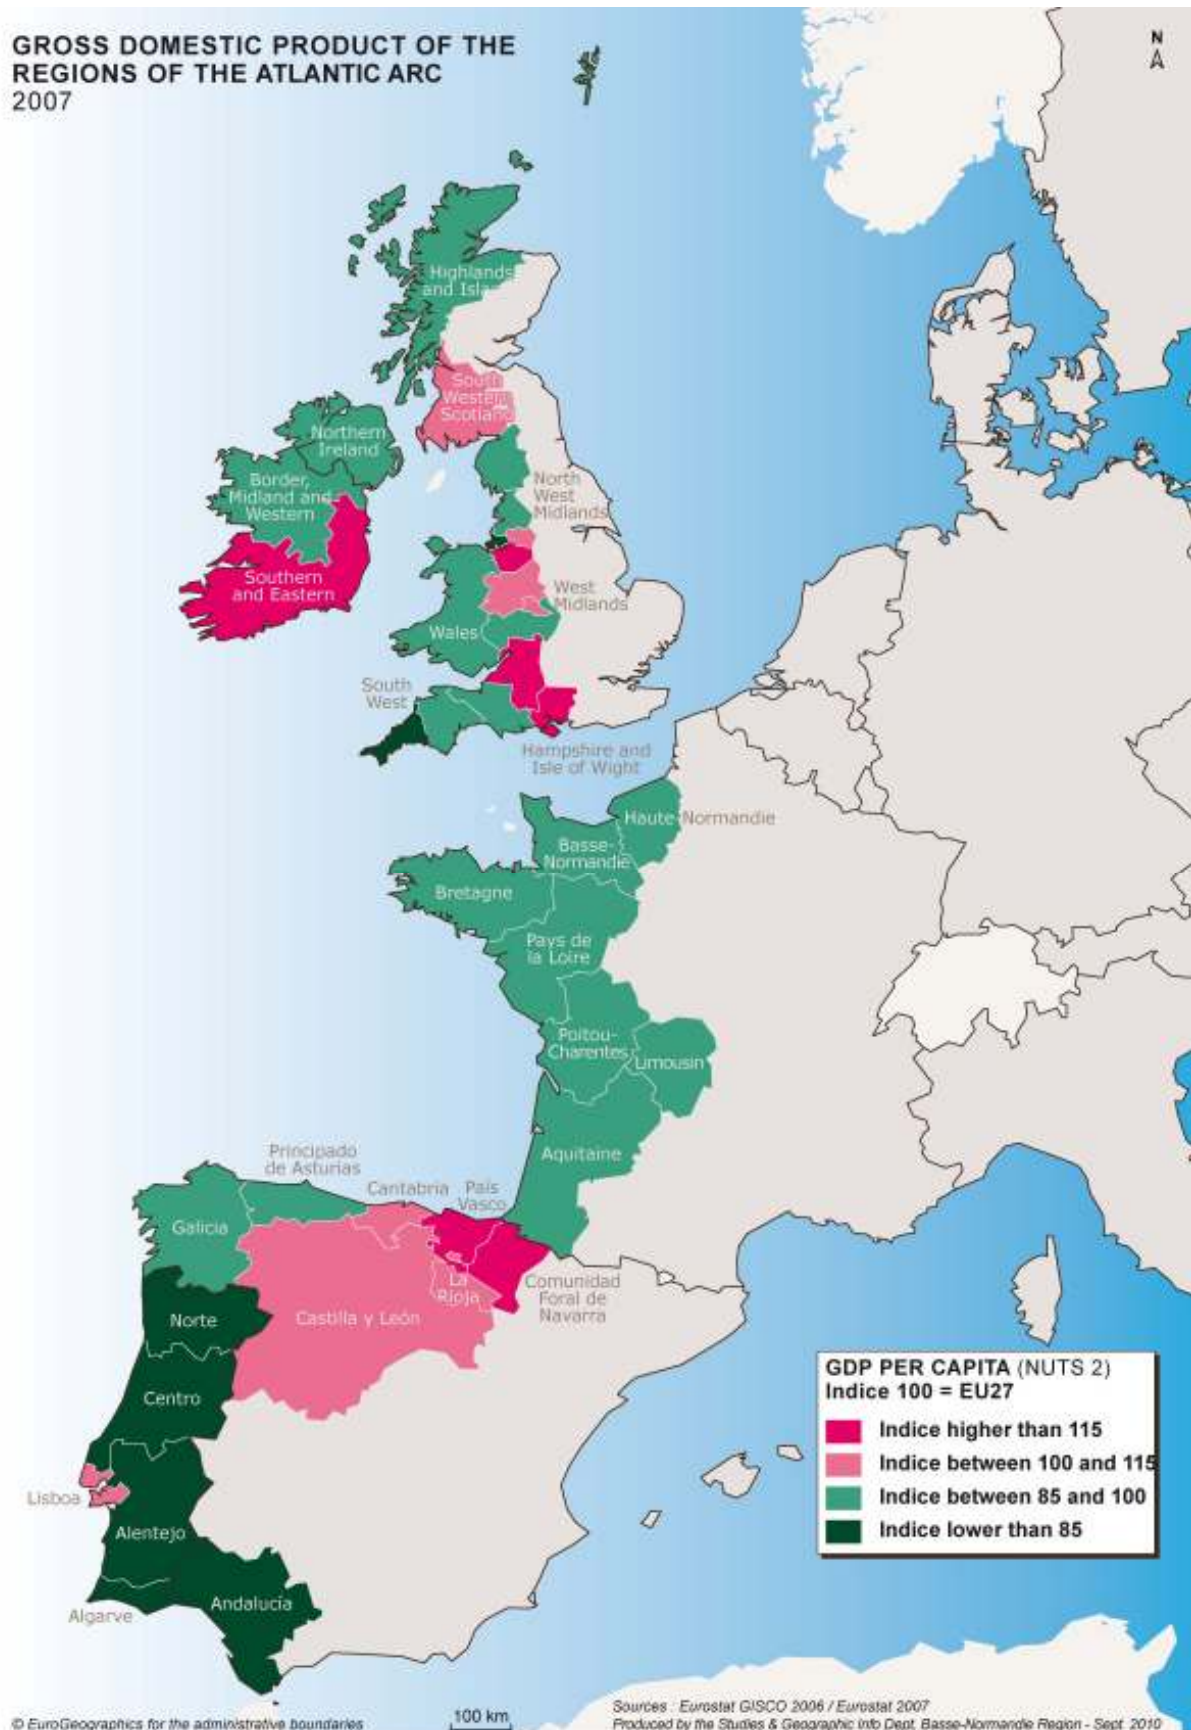 GROSS DOMESTIC PRODUCT OF THE
REGIONS OF THE ATLANTIC ARC
2007
N
Highlands
and Isla
South
Western
Scotland
Northern
Ireland
Border,
Midland and
Western
North
West
Midlands
Southern
and Eastern
West
Midlands
Wales
South
West
Hampshire and
Isle of Wight
Haute-Normandie
Basse-
Normandie
Bretagne
Pays de
la Loire
Poitou-
Charentes
Limousin
Aquitaine
Principado
de Asturias
Cantabria
País
Vasco
Galicia
La
Rioja
Comunidad
Foral de
Navarra
Castilla y León
Norte
Centro
Lisboa
Alentejo
Algarve
Andalucía
GDP PER CAPITA (NUTS 2)
Indice 100 = EU27
Indice higher than 115
Indice between 100 and 115
Indice between 85 and 100
Indice lower than 85
© EuroGeographics for the administrative boundaries
100 km
Sources : Eurostat GISCO 2006 / Eurostat 2007
Produced by the Studies & Geographic Info Dept. Basse-Normandie Region - Sept. 2010